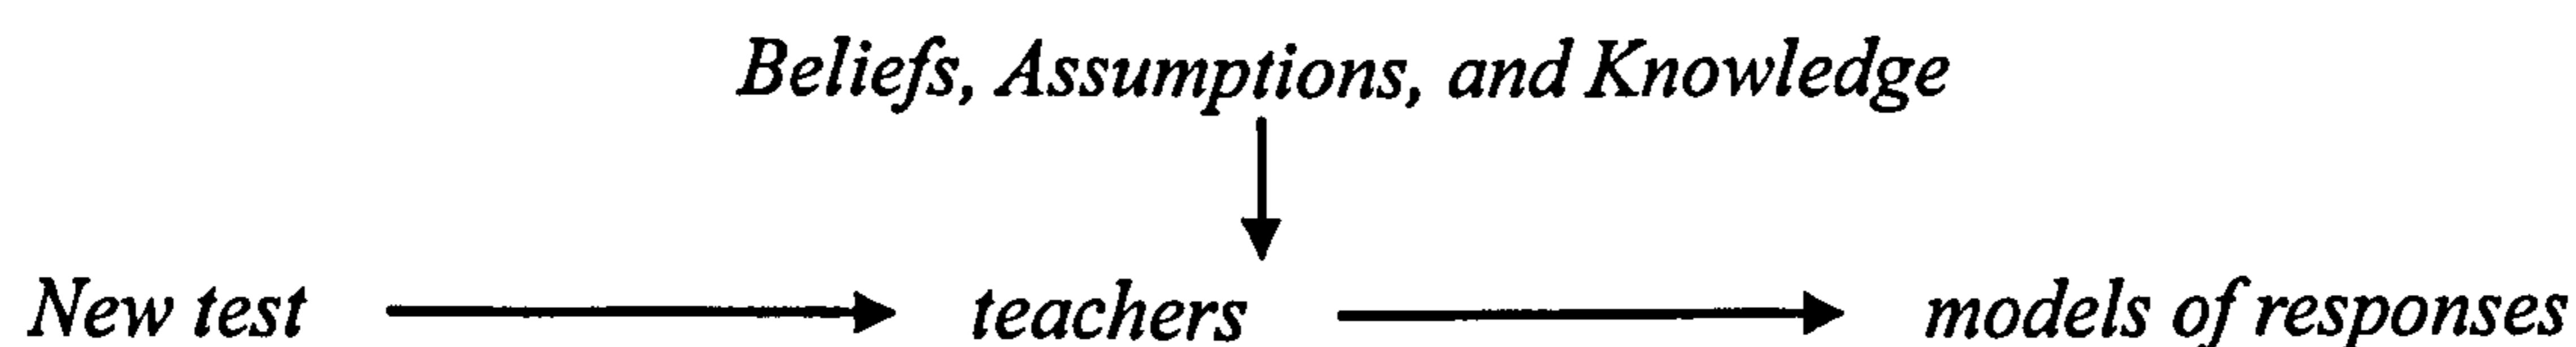 Beliefs, Assumptions, and Knowledge
New test teachers models of responses